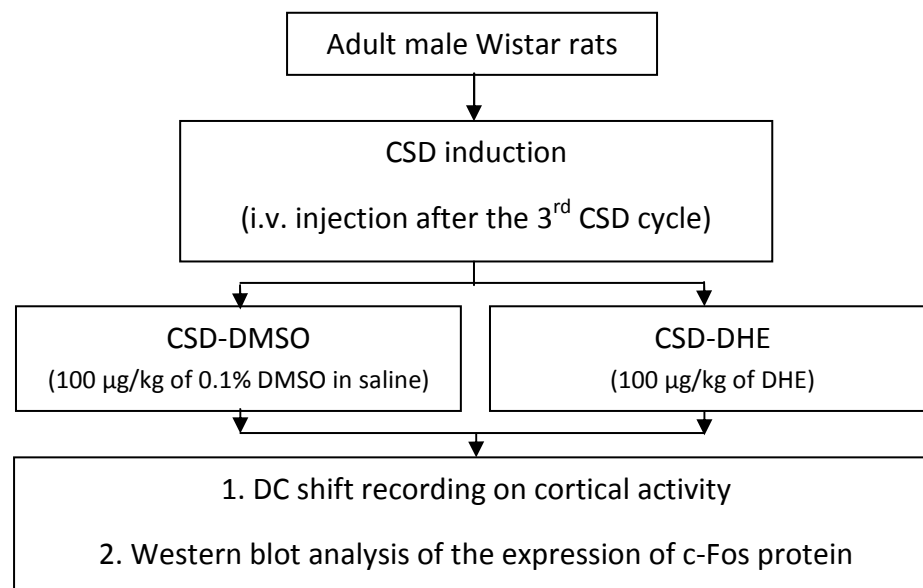 Adult male Wistar rats
CSD induction
(i.v. injection after the 3rd CSD cycle)
CSD-DMSO
(100 µg/kg of 0.1% DMSO in saline)
CSD-DHE
(100 µg/kg of DHE)
1. DC shift recording on cortical activity
2. Western blot analysis of the expression of c-Fos protein